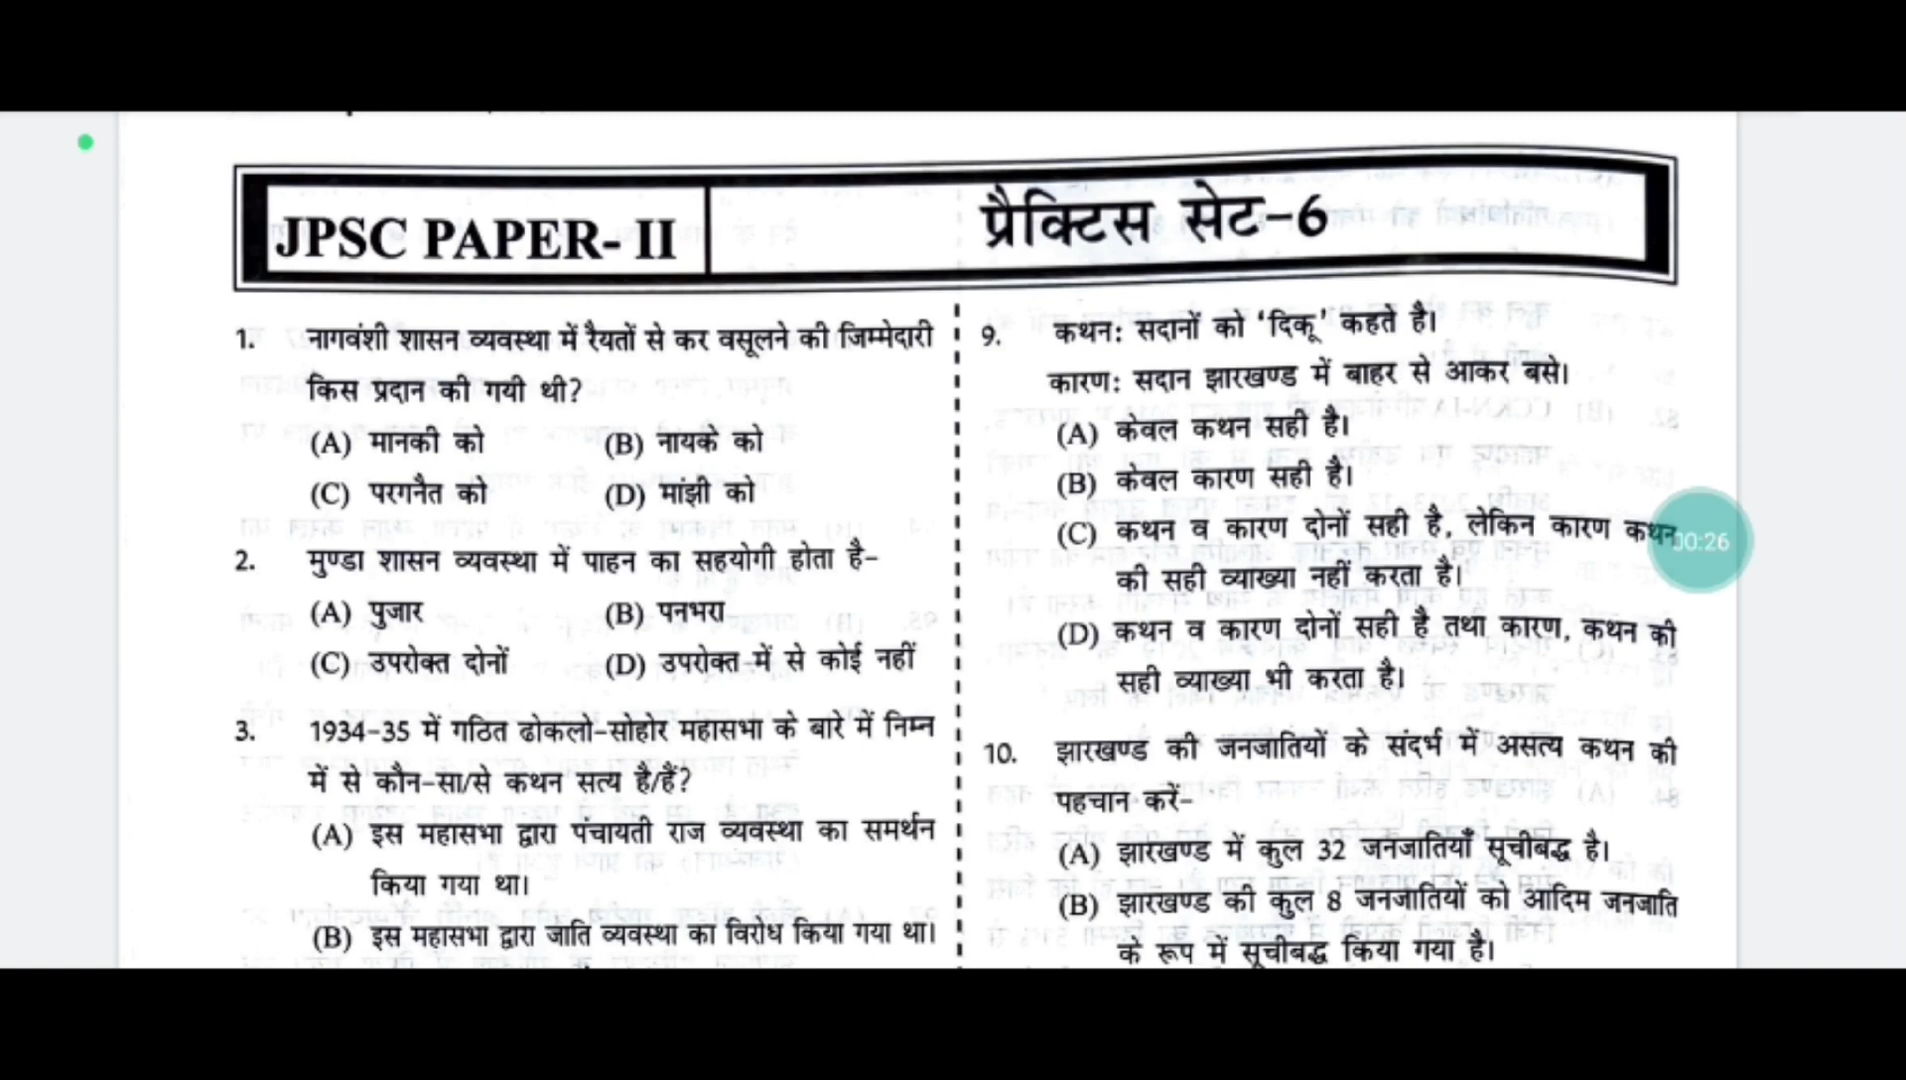 JPSC PAPER- II
प्रैक्टिस सेट-6
1. नागवंशी शासन व्यवस्था में रैयतों से कर वसूलने की जिम्मेदारी
किस प्रदान की गयी थी?
(A) मानकी को (B) नायके को
(C) परगनैत को (D) मांझी को
2. मुण्डा शासन व्यवस्था में पाहन का सहयोगी होता है-
(A) पुजार (B) पनभरा
(C) उपरोक्त दोनों (D) उपरोक्त में से कोई नहीं
3. 1934-35 में गठित ढोकलो-सोहोर महासभा के बारे में निम्न
में से कौन-सा/से कथन सत्य है/हैं?
(A) इस महासभा द्वारा पंचायती राज व्यवस्था का समर्थन
किया गया था।
(B) इस महासभा द्वारा जाति व्यवस्था का विरोध किया गया था।
9. कथन: सदानों को 'दिकू' कहते है।
कारण: सदान झारखण्ड में बाहर से आकर बसे।
(A) केवल कथन सही है।
(B) केवल कारण सही है।
(C) कथन व कारण दोनों सही है, लेकिन कारण कथन
की सही व्याख्या नहीं करता है।
(D) कथन व कारण दोनों सही है तथा कारण, कथन की
सही व्याख्या भी करता है।
10. झारखण्ड की जनजातियों के संदर्भ में असत्य कथन की
पहचान करें-
(A) झारखण्ड में कुल 32 जनजातियाँ सूचीबद्ध है।
(B) झारखण्ड की कुल 8 जनजातियों को आदिम जनजाति
के रूप में सूचीबद्ध किया गया है।
00:26